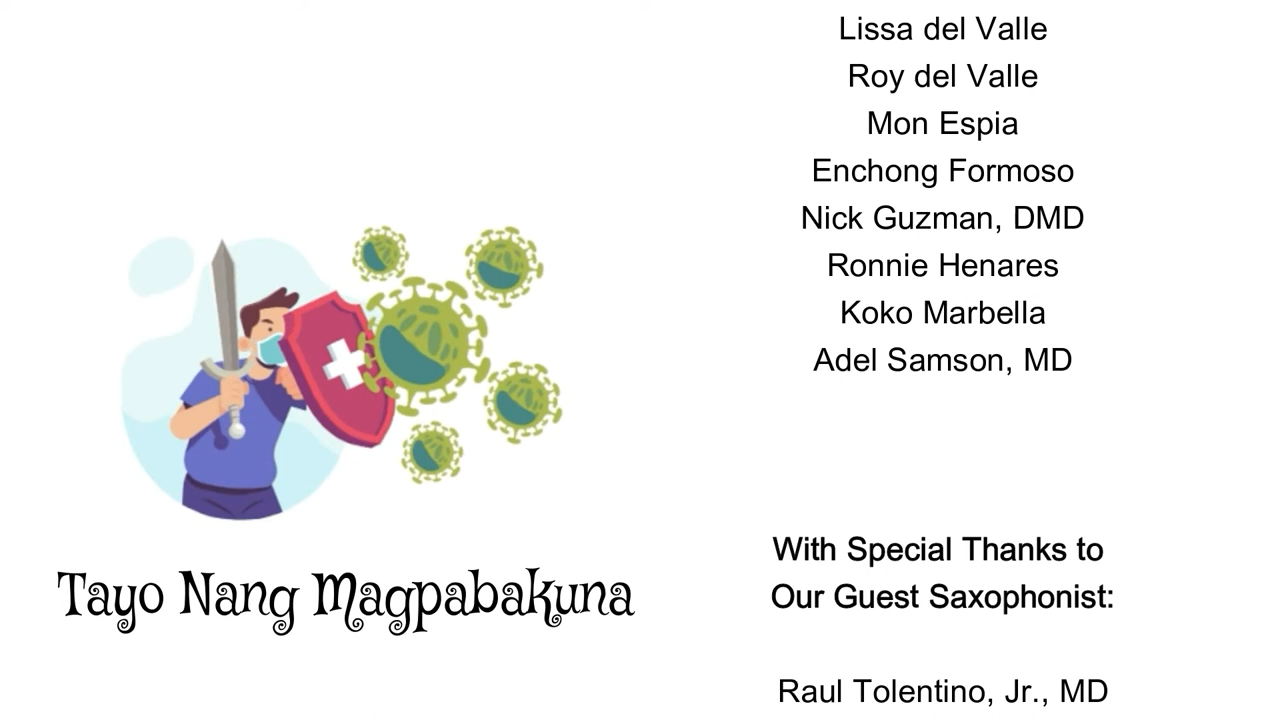 Lissa del Valle
Roy del Valle
Mon Espia
Enchong Formoso
Nick Guzman, DMD
Ronnie Henares
Koko Marbella
Adel Samson, MD
With Special Thanks to
Our Guest Saxophonist:
Raul Tolentino, Jr., MD
Tayo Nang Magpabakuna